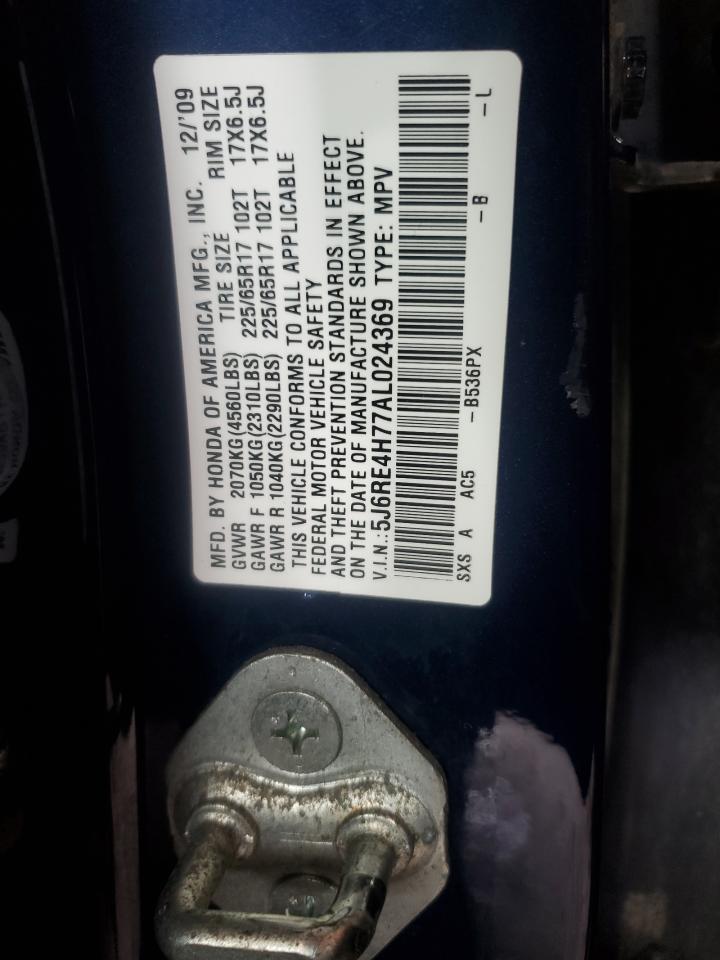 MFD. BY HONDA OF AMERICA MFG., INC. 12/'09
GVWR 2070KG(4560LBS) TIRE SIZE RIM SIZE
GAWR F 1050KG(2310LBS) 225/65R17 102T 17X6.5J
GAWR R 1040KG(2290LBS) 225/65R17 102T 17X6.5J
THIS VEHICLE CONFORMS TO ALL APPLICABLE
FEDERAL MOTOR VEHICLE SAFETY
AND THEFT PREVENTION STANDARDS IN EFFECT
ON THE DATE OF MANUFACTURE SHOWN ABOVE.
V.I.N.:5J6RE4H77AL024369 TYPE: MPV
SXS A AC5 -B536PX -B -L